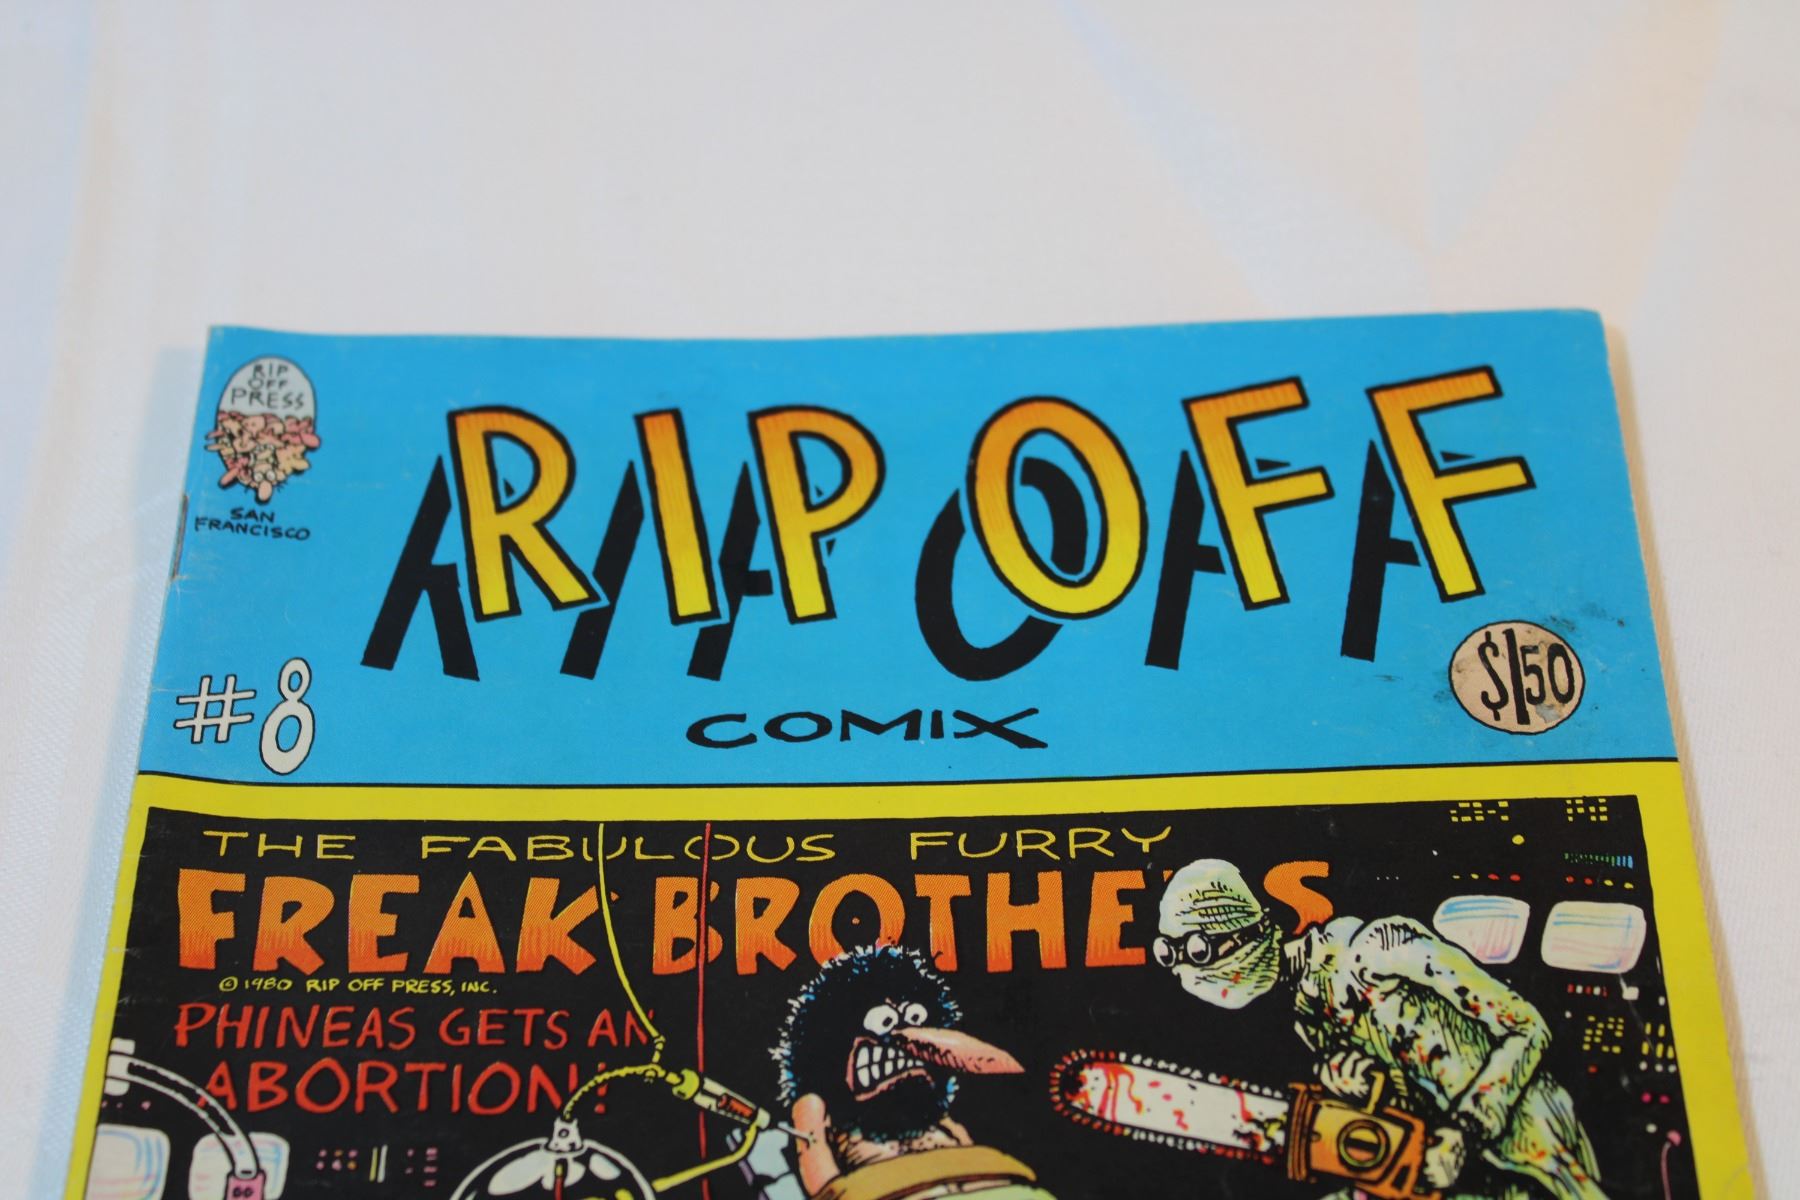 RIP
OFF
PRESS
SAN
FRANCISCO
RIP OFF
COMIX
#8
$1.50
THE FABULOUS FURRY
FREAK BROTHERS
© 1980 RIP OFF PRESS, INC.
PHINEAS GETS AN
ABORTION!